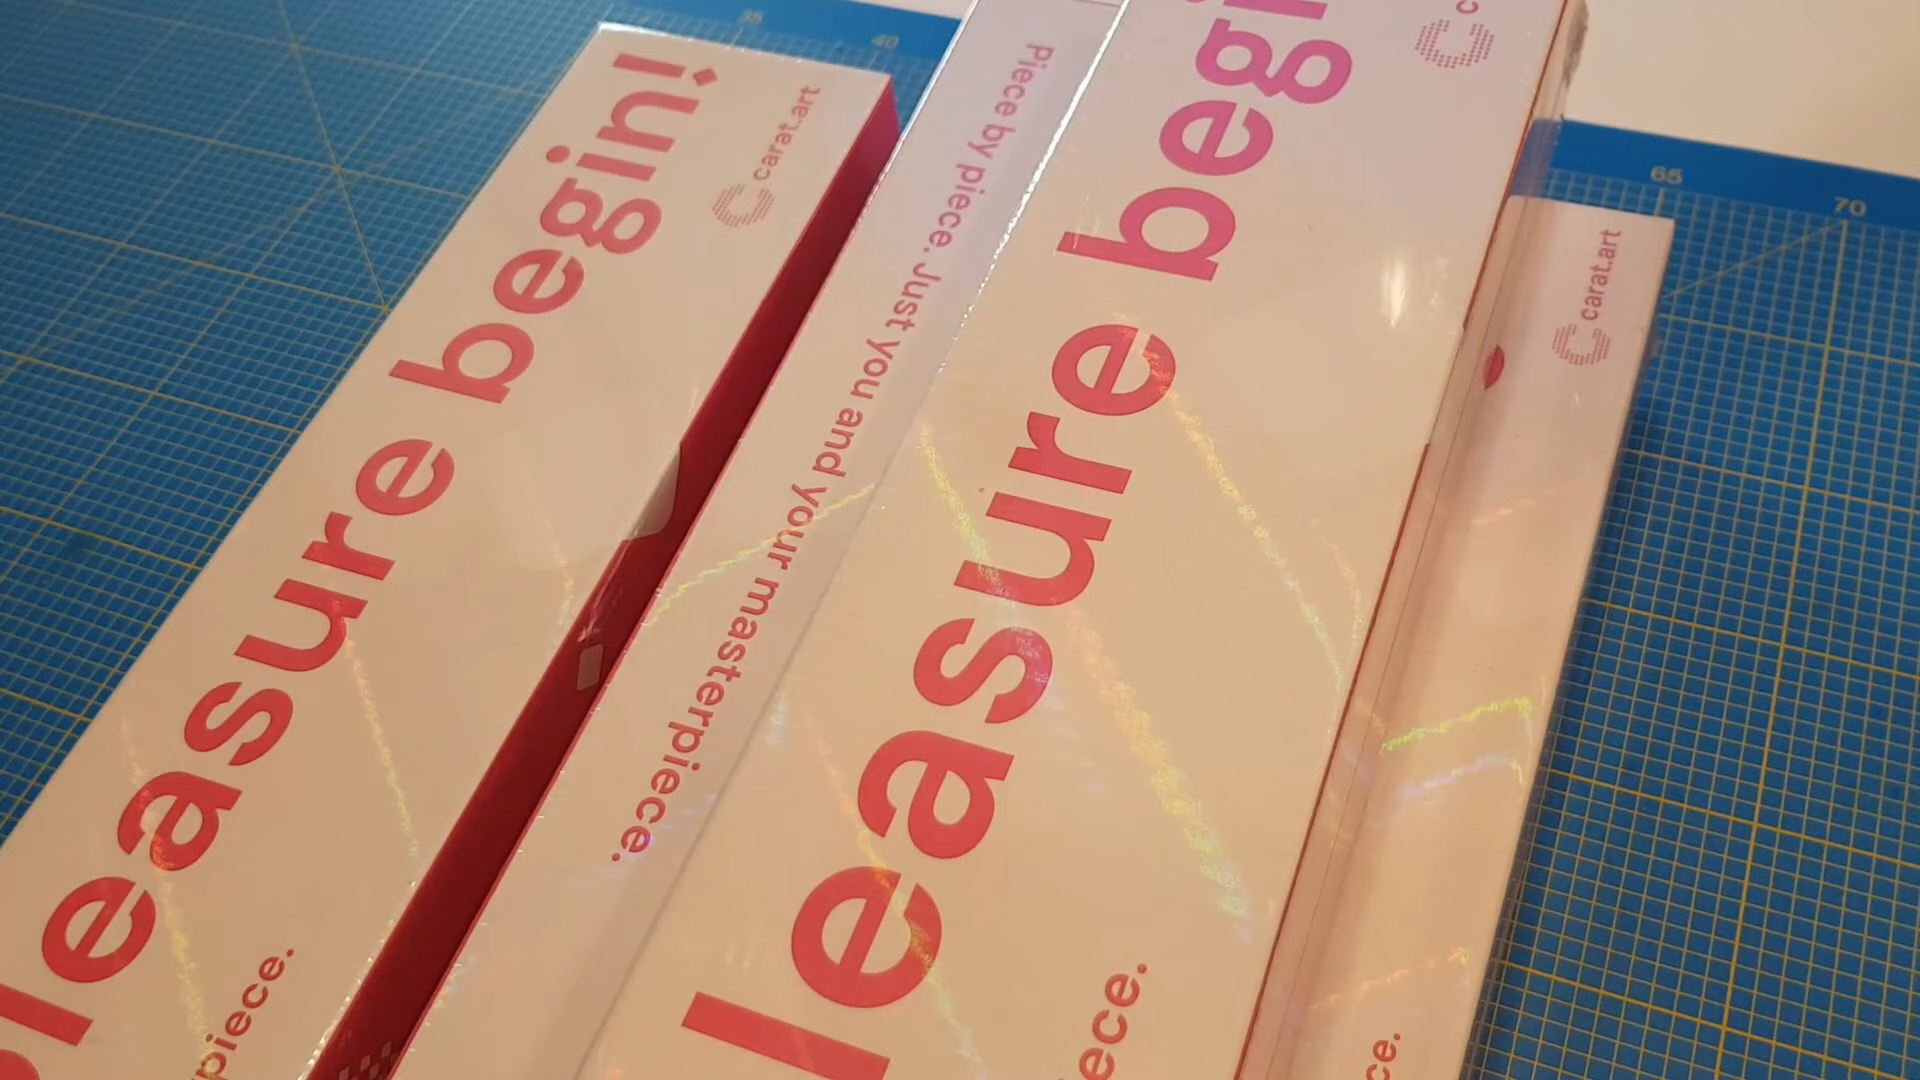 35
40
pleasure begin!
carat.art
piece.
Piece by piece. Just you and your masterpiece.
leasure begi
ece.
65
70
carat.art
ce.